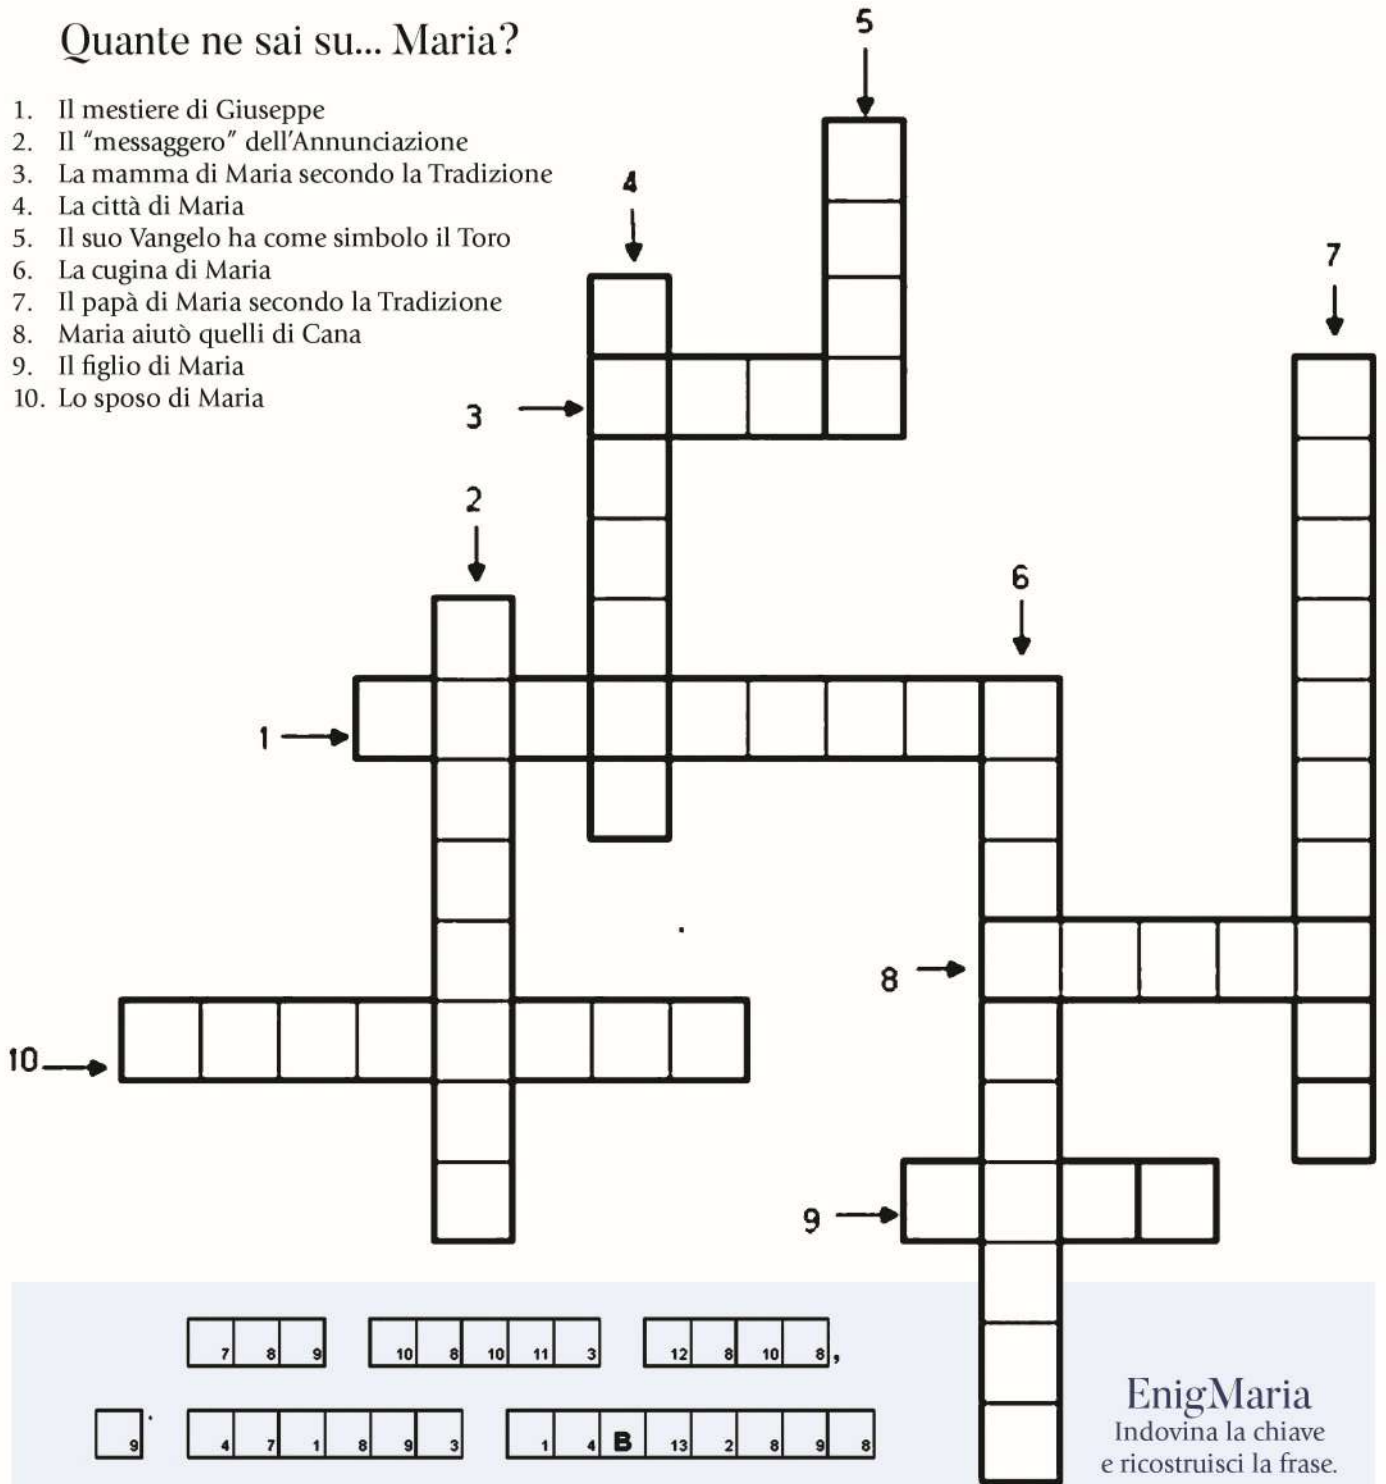 Quante ne sai su... Maria?
1. Il mestiere di Giuseppe
2. Il “messaggero” dell’Annunciazione
3. La mamma di Maria secondo la Tradizione
4. La città di Maria
5. Il suo Vangelo ha come simbolo il Toro
6. La cugina di Maria
7. Il papà di Maria secondo la Tradizione
8. Maria aiutò quelli di Cana
9. Il figlio di Maria
10. Lo sposo di Maria
5
4
7
3
2
6
1
8
10
9
7 8 9 10 8 10 11 3 12 8 10 8,
9 4 7 1 8 9 3 1 4 B 13 2 8 9 8
EnigMaria
Indovina la chiave
e ricostruisci la frase.